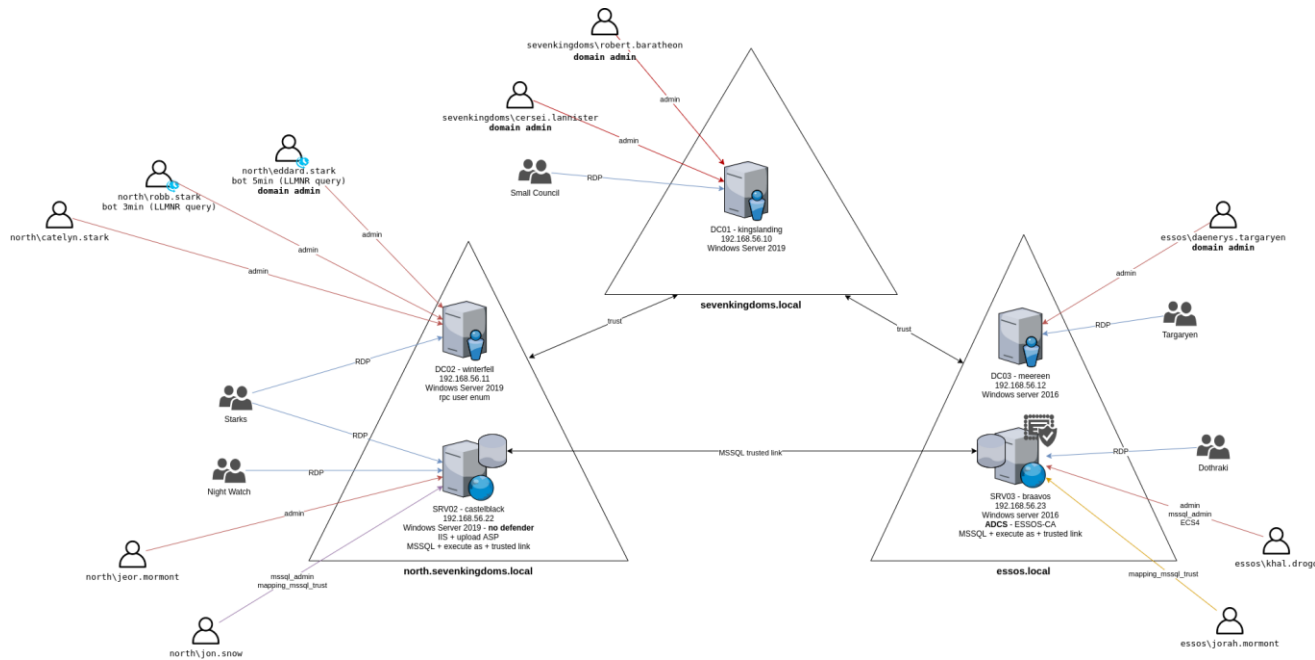 sevenkingdoms\robert.baratheon
domain admin
admin
sevenkingdoms\cersei.lannister
domain admin
admin
Small Council
RDP
DC01 - kingslanding
192.168.56.10
Windows Server 2019
sevenkingdoms.local
trust
trust
north\eddard.stark
bot 5min (LLMNR query)
domain admin
admin
north\robb.stark
bot 3min (LLMNR query)
admin
north\catelyn.stark
admin
DC02 - winterfell
192.168.56.11
Windows Server 2019
rpc user enum
RDP
Starks
RDP
Night Watch
RDP
SRV02 - castelblack
192.168.56.22
Windows Server 2019 - no defender
IIS + upload ASP
MSSQL + execute as + trusted link
north.sevenkingdoms.local
admin
north\jeor.mormont
mssql_admin
mapping_mssql_trust
north\jon.snow
MSSQL trusted link
essos\daenerys.targaryen
domain admin
admin
Targaryen
RDP
DC03 - meereen
192.168.56.12
Windows server 2016
RDP
Dothraki
SRV03 - braavos
192.168.56.23
Windows server 2016
ADCS - ESSOS-CA
MSSQL + execute as + trusted link
essos.local
admin
mssql_admin
ECS4
essos\khal.drogo
mapping_mssql_trust
essos\jorah.mormont